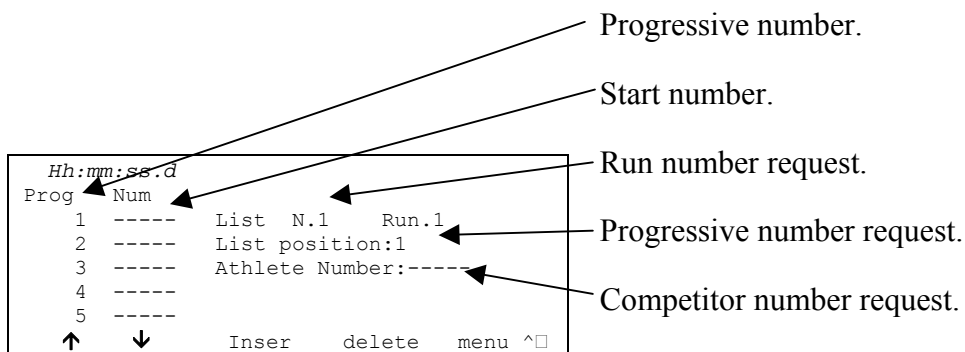 Progressive number.
Start number.
Run number request.
Progressive number request.
Competitor number request.
Hh:mm:ss.d
Prog Num
1 ----- List N.1 Run.1
2 ----- List position:1
3 ----- Athlete Number:-----
4 -----
5 -----
↑ ↓ Inser delete menu ^□